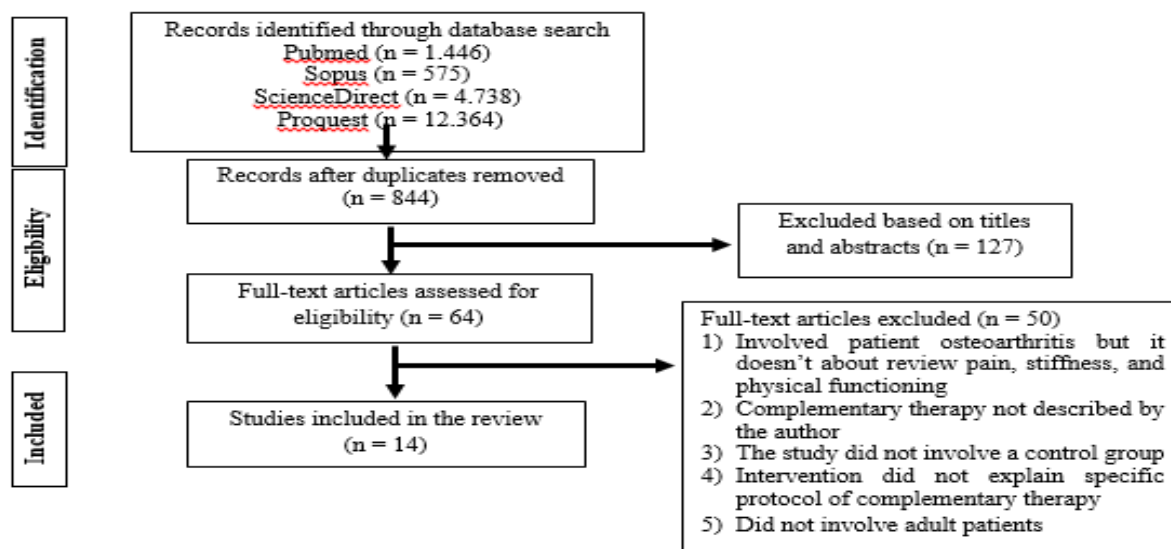 Identification
Records identified through database search
Pubmed (n = 1.446)
Sopus (n = 575)
ScienceDirect (n = 4.738)
Proquest (n = 12.364)
Eligibility
Records after duplicates removed
(n = 844)
Excluded based on titles
and abstracts (n = 127)
Full-text articles assessed for
eligibility (n = 64)
Full-text articles excluded (n = 50)
1) Involved patient osteoarthritis but it
doesn’t about review pain, stiffness, and
physical functioning
2) Complementary therapy not described by
the author
3) The study did not involve a control group
4) Intervention did not explain specific
protocol of complementary therapy
5) Did not involve adult patients
Included
Studies included in the review
(n = 14)